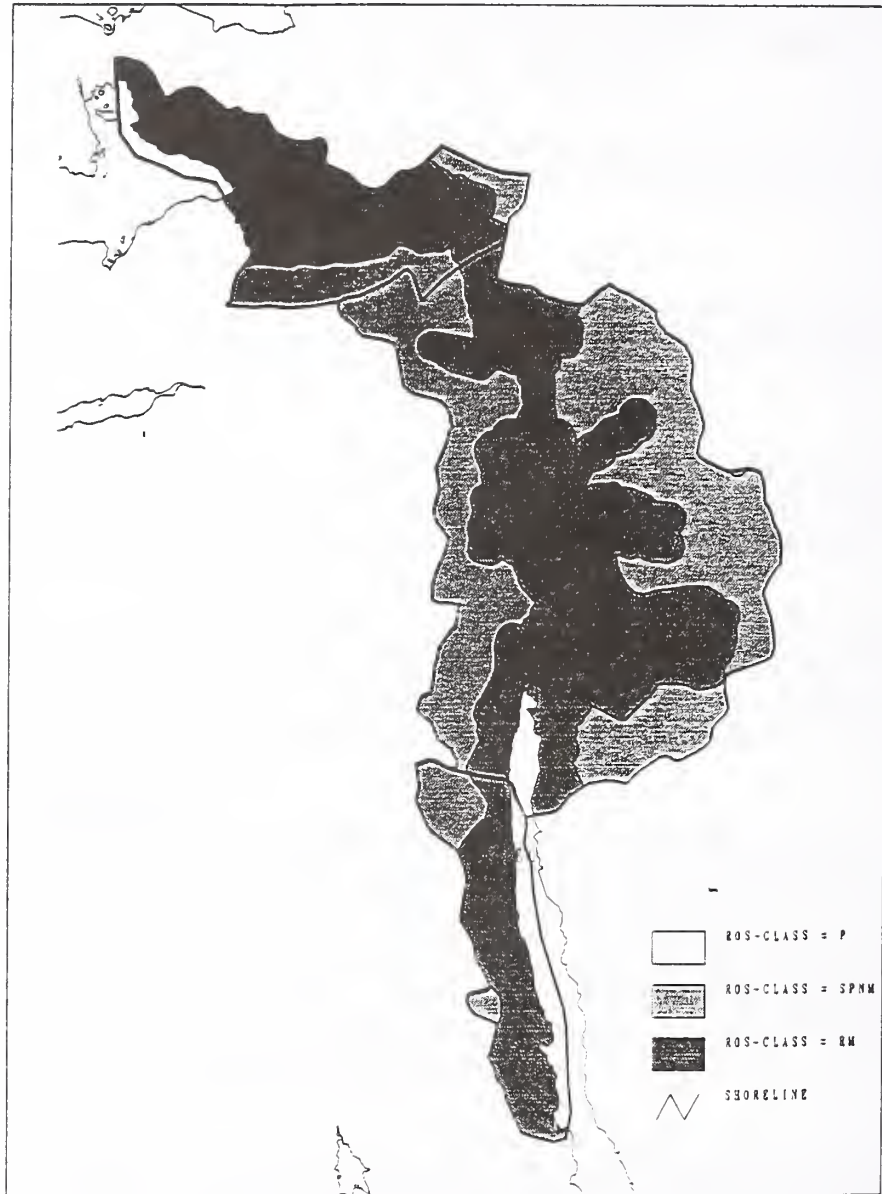 ROS-CLASS = P
ROS-CLASS = SPNM
ROS-CLASS = RM
SHORELINE